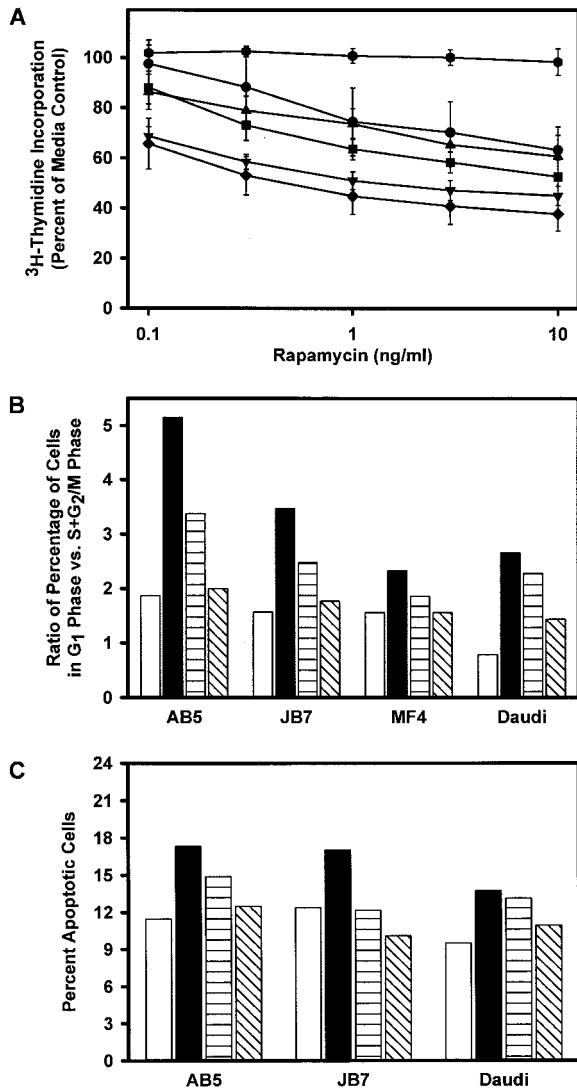 A
³H-Thymidine Incorporation
(Percent of Media Control)
100
80
60
40
20
0
0.1
1
10
Rapamycin (ng/ml)
B
Ratio of Percentage of Cells
in G₁ Phase vs. S+G₂/M Phase
5
4
3
2
1
0
AB5
JB7
MF4
Daudi
C
Percent Apoptotic Cells
24
21
18
15
12
9
6
3
0
AB5
JB7
Daudi